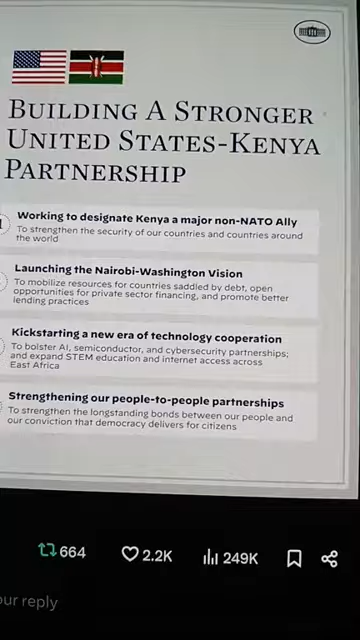 BUILDING A STRONGER
UNITED STATES-KENYA
PARTNERSHIP
Working to designate Kenya a major non-NATO Ally
To strengthen the security of our countries and countries around
the world
Launching the Nairobi-Washington Vision
To mobilize resources for countries saddled by debt, open
opportunities for private sector financing, and promote better
lending practices
Kickstarting a new era of technology cooperation
To bolster AI, semiconductor, and cybersecurity partnerships;
and expand STEM education and internet access across
East Africa
Strengthening our people-to-people partnerships
To strengthen the longstanding bonds between our people and
our conviction that democracy delivers for citizens
664 2.2K 249K
our reply